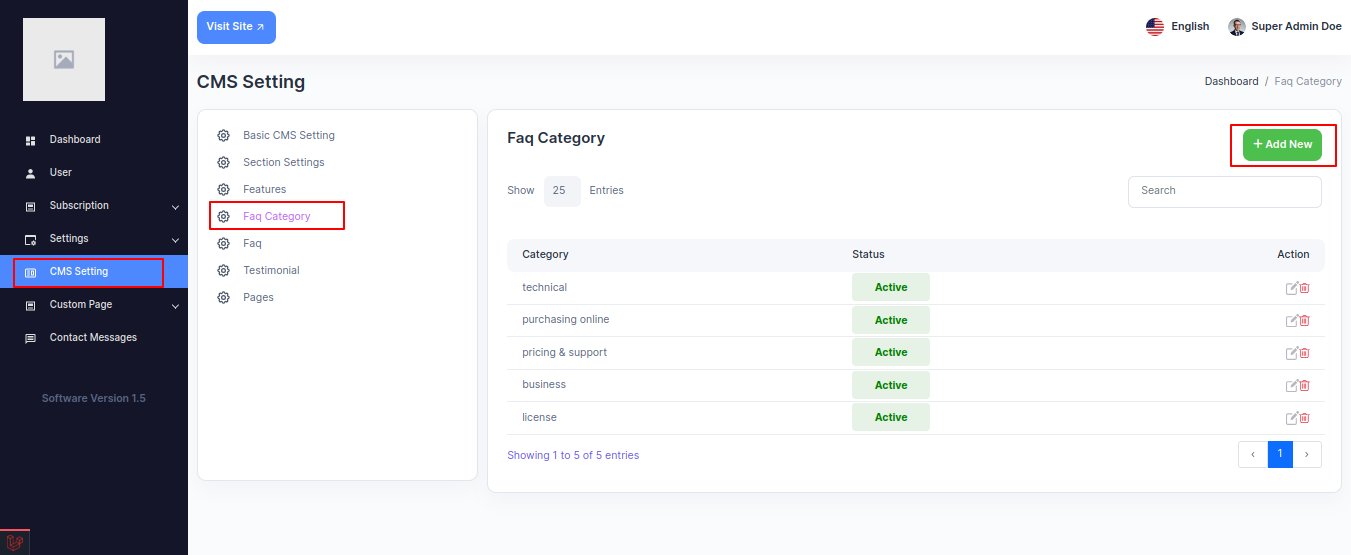 Visit Site
English
Super Admin Doe
CMS Setting
Dashboard / Faq Category
Dashboard
User
Subscription
Settings
CMS Setting
Custom Page
Contact Messages
Software Version 1.5
Basic CMS Setting
Section Settings
Features
Faq Category
Faq
Testimonial
Pages
Faq Category
+ Add New
Show 25 Entries
Search
Category Status Action
technical Active
purchasing online Active
pricing & support Active
business Active
license Active
Showing 1 to 5 of 5 entries
‹ 1 ›